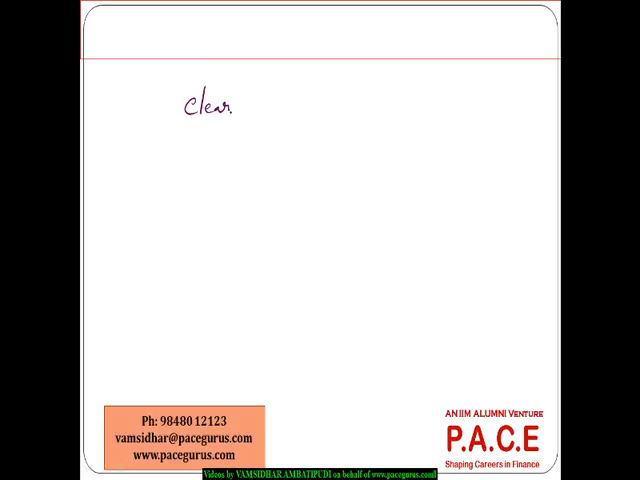 Clear
Ph: 98480 12123
vamsidhar@pacegurus.com
www.pacegurus.com
AN IIM ALUMNI VENTURE
P.A.C.E
Shaping Careers in Finance
Videos by VAMSIDHAR AMBATIPUDI on behalf of www.pacegurus.com